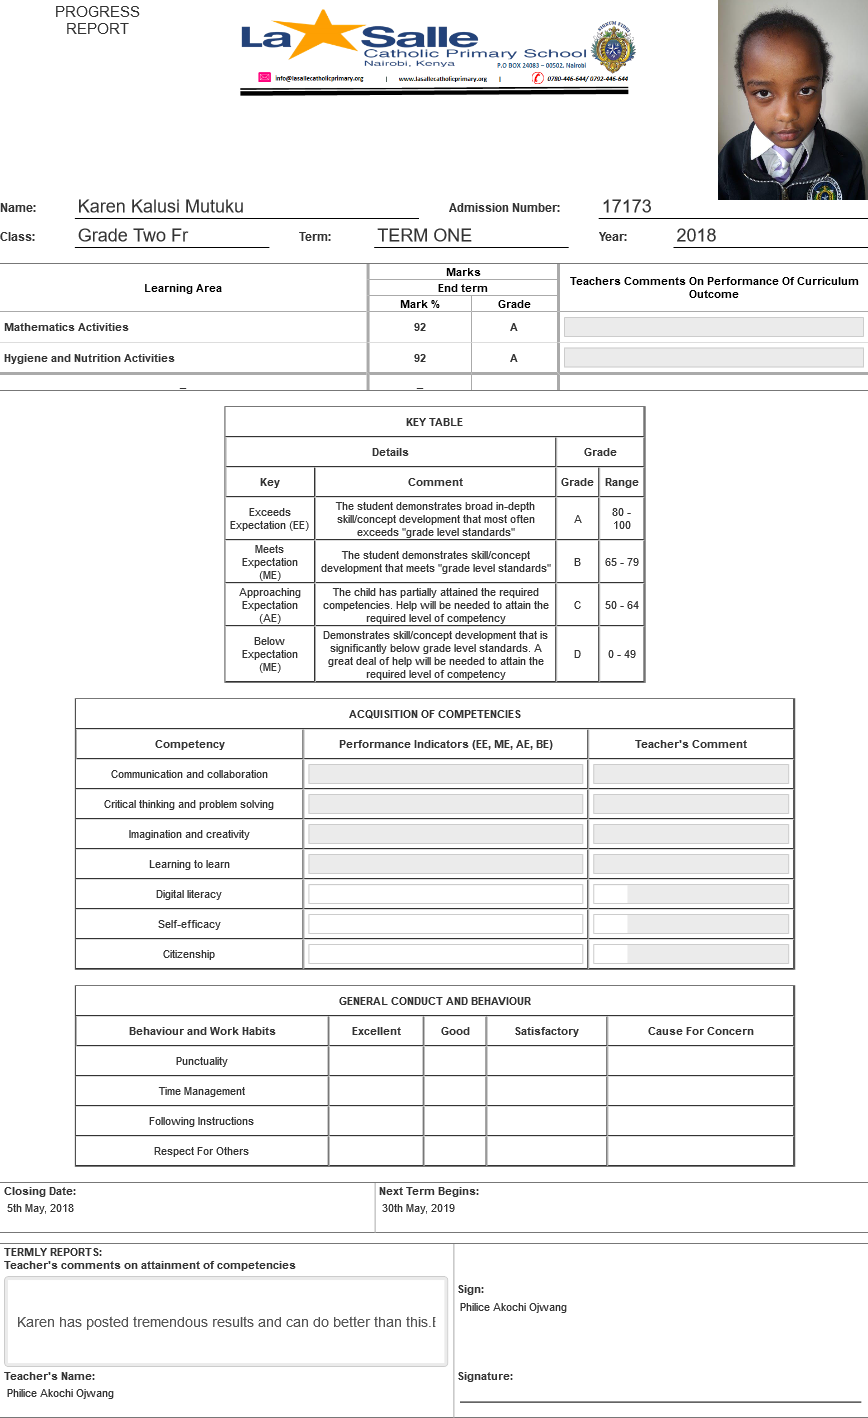 PROGRESS
REPORT
La Salle
Catholic Primary School
Nairobi, Kenya
P.O BOX 24083 – 00502, Nairobi
info@lasallecatholicprimary.org | www.lasallecatholicprimary.org | 0780-446-644/ 0792-446-644
Name: Karen Kalusi Mutuku Admission Number: 17173
Class: Grade Two Fr Term: TERM ONE Year: 2018
Learning Area Marks Teachers Comments On Performance Of Curriculum Outcome
End term
Mark % Grade
Mathematics Activities 92 A
Hygiene and Nutrition Activities 92 A
_ _
KEY TABLE
Details Grade
Key Comment Grade Range
Exceeds Expectation (EE) The student demonstrates broad in-depth skill/concept development that most often exceeds "grade level standards" A 80 - 100
Meets Expectation (ME) The student demonstrates skill/concept development that meets "grade level standards" B 65 - 79
Approaching Expectation (AE) The child has partially attained the required competencies. Help will be needed to attain the required level of competency C 50 - 64
Below Expectation (ME) Demonstrates skill/concept development that is significantly below grade level standards. A great deal of help will be needed to attain the required level of competency D 0 - 49
ACQUISITION OF COMPETENCIES
Competency Performance Indicators (EE, ME, AE, BE) Teacher's Comment
Communication and collaboration
Critical thinking and problem solving
Imagination and creativity
Learning to learn
Digital literacy
Self-efficacy
Citizenship
GENERAL CONDUCT AND BEHAVIOUR
Behaviour and Work Habits Excellent Good Satisfactory Cause For Concern
Punctuality
Time Management
Following Instructions
Respect For Others
Closing Date: Next Term Begins:
5th May, 2018 30th May, 2019
TERMLY REPORTS:
Teacher's comments on attainment of competencies
Karen has posted tremendous results and can do better than this.
Sign:
Philice Akochi Ojwang
Teacher's Name:
Philice Akochi Ojwang
Signature: